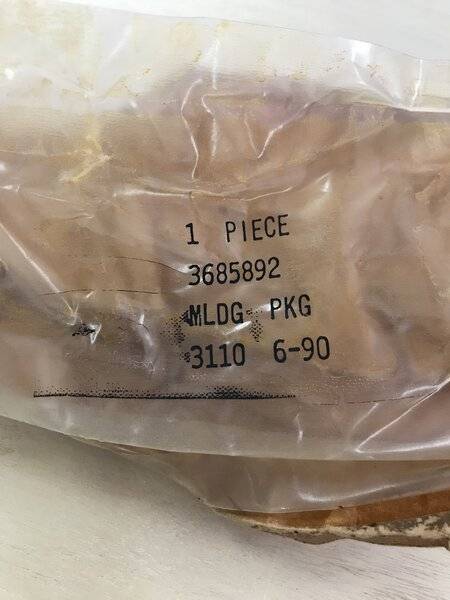 1 PIECE
3685892
MLDG PKG
3110 6-90